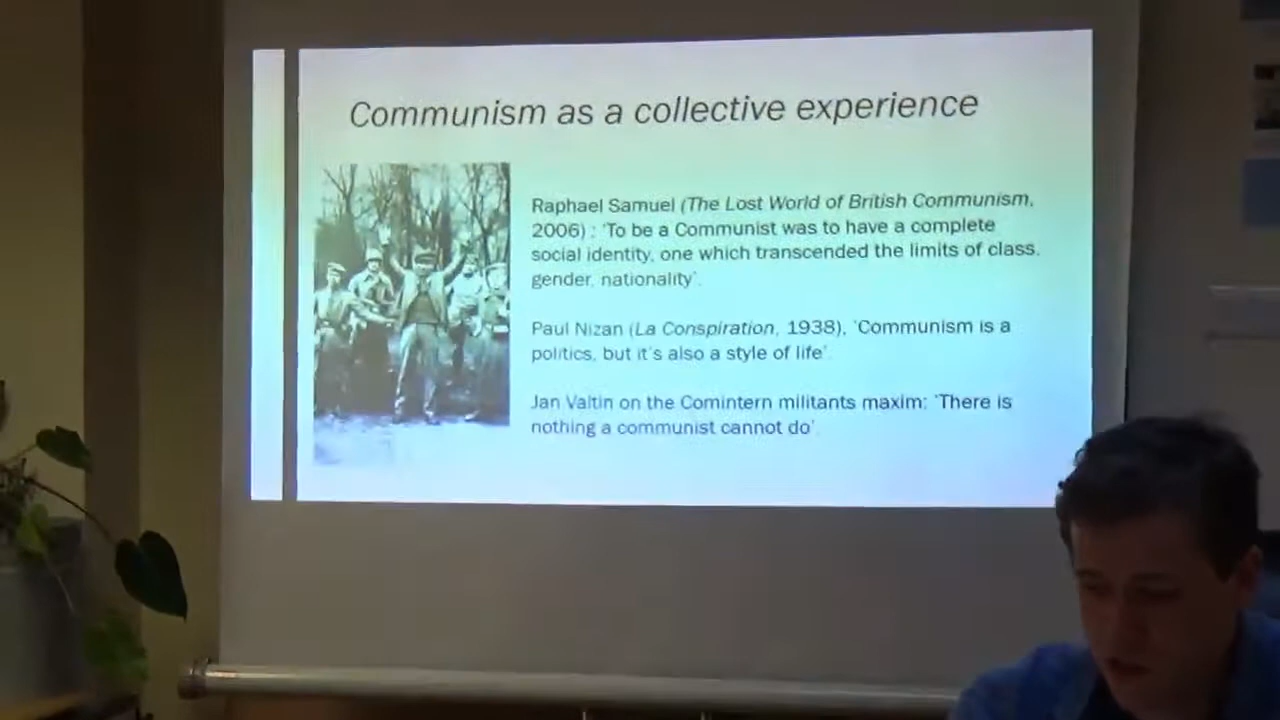 Communism as a collective experience
Raphael Samuel (The Lost World of British Communism,
2006) : 'To be a Communist was to have a complete
social identity, one which transcended the limits of class,
gender, nationality'.
Paul Nizan (La Conspiration, 1938), 'Communism is a
politics, but it's also a style of life'.
Jan Valtin on the Comintern militants maxim: 'There is
nothing a communist cannot do'.